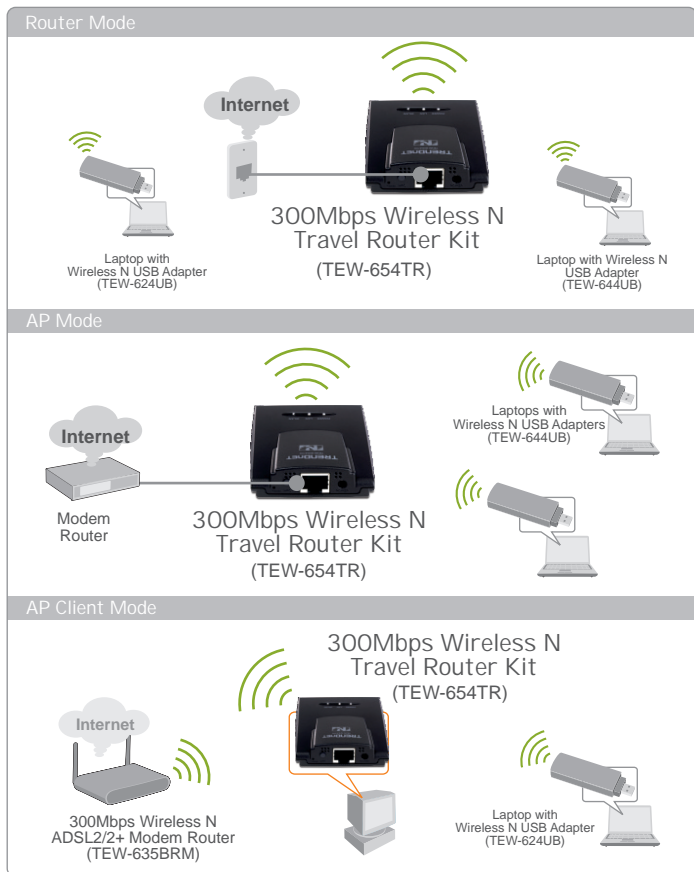 Router Mode
Internet
TRENDNET
300Mbps Wireless N
Travel Router Kit
(TEW-654TR)
Laptop with
Wireless N USB Adapter
(TEW-624UB)
Laptop with Wireless N
USB Adapter
(TEW-644UB)
AP Mode
Internet
TRENDNET
Modem
Router
300Mbps Wireless N
Travel Router Kit
(TEW-654TR)
Laptops with
Wireless N USB Adapters
(TEW-644UB)
AP Client Mode
300Mbps Wireless N
Travel Router Kit
(TEW-654TR)
Internet
TRENDNET
300Mbps Wireless N
ADSL2/2+ Modem Router
(TEW-635BRM)
Laptop with
Wireless N USB Adapter
(TEW-624UB)